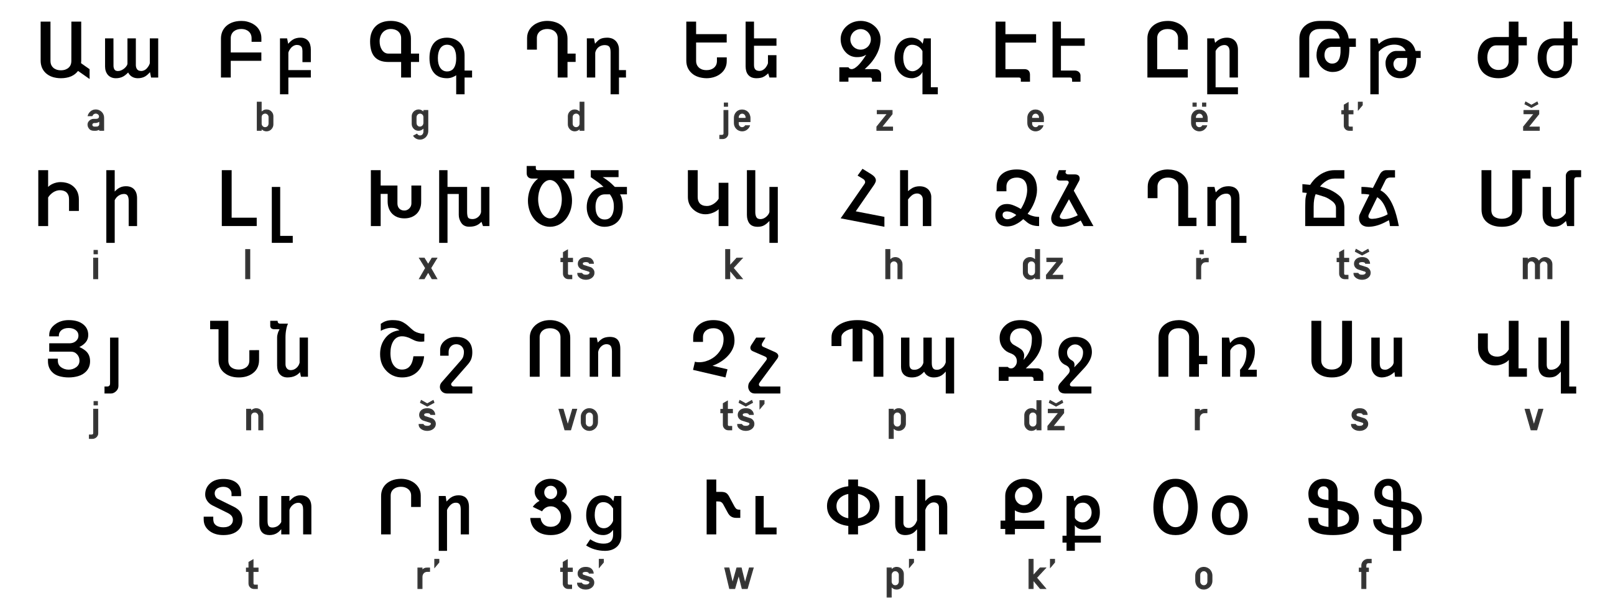 Աա Բբ Գգ Դդ Եե Զզ Էէ Ըը Թթ Ժժ
a b g d je z e ë t’ ž
Իի Լլ Խխ Ծծ Կկ Հհ Ձձ Ղղ Ճճ Մմ
i l x ts k h dz ṙ tš m
Յյ Նն Շշ Ոո Չչ Պպ Ջջ Ռռ Սս Վվ
j n š vo tš’ p dž r s v
Տտ Րր Ցց Ււ Փփ Քք Օօ Ֆֆ
t r’ ts’ w p’ k’ o f